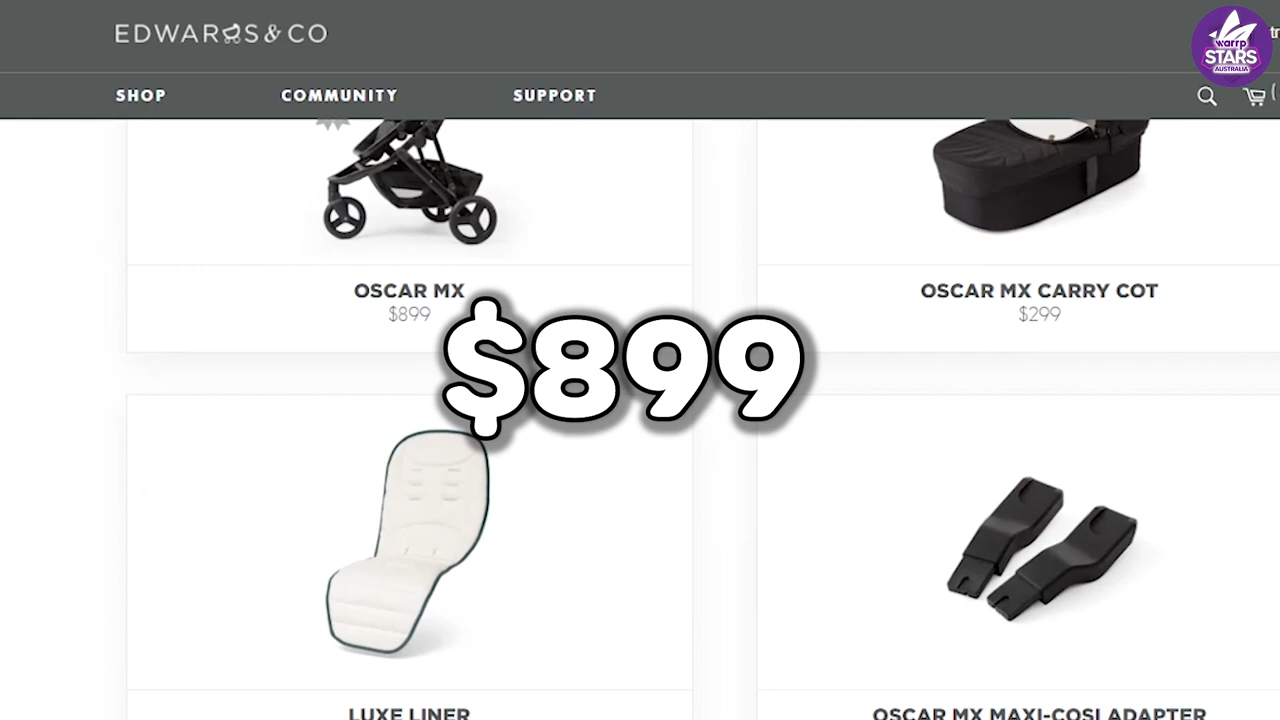 EDWARDS & CO
warrp
STARS
AUSTRALIA
SHOP
COMMUNITY
SUPPORT
OSCAR MX
$899
OSCAR MX CARRY COT
$299
$899
LUXE LINER
OSCAR MX MAXI-COSI ADAPTER